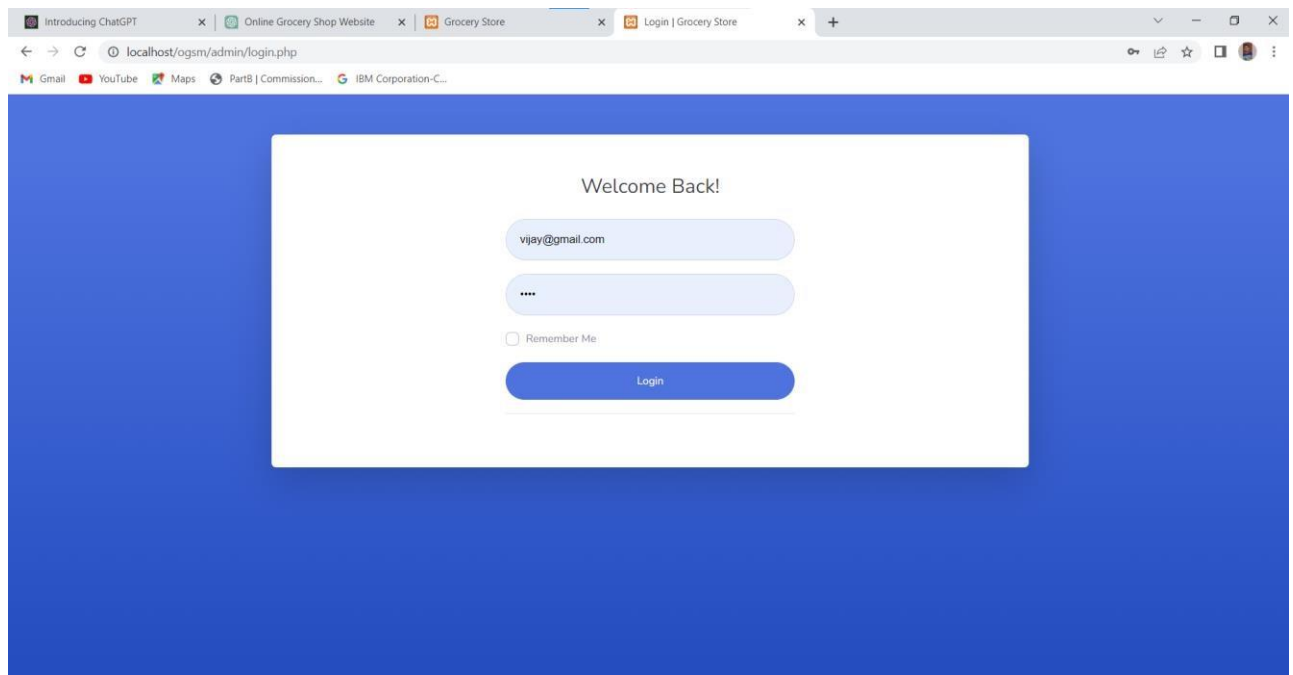 Introducing ChatGPT
Online Grocery Shop Website
Grocery Store
Login | Grocery Store
localhost/ogsm/admin/login.php
Gmail YouTube Maps PartB | Commission... IBM Corporation-C...
Welcome Back!
vijay@gmail.com
••••
Remember Me
Login